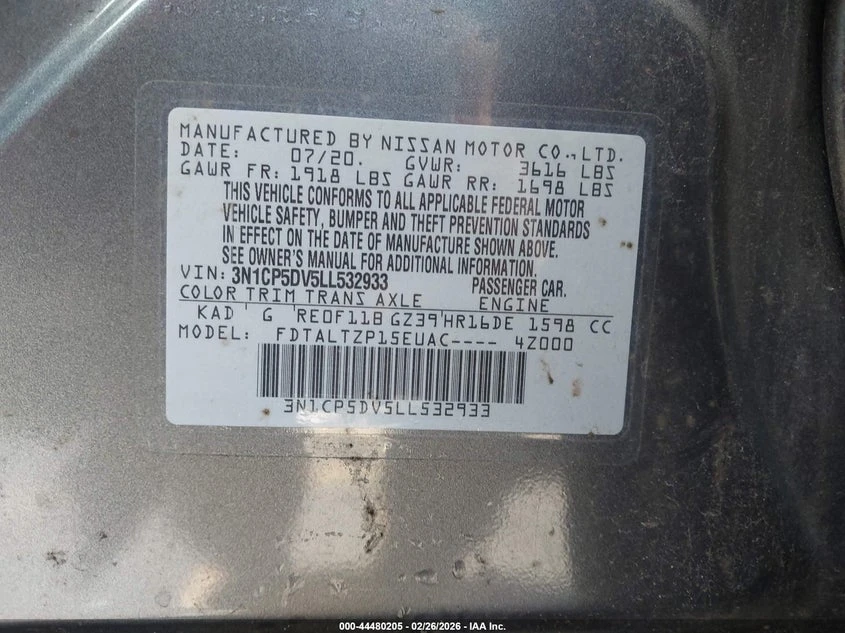 MANUFACTURED BY NISSAN MOTOR CO., LTD.
DATE: 07/20. GVWR: 3616 LBS
GAWR FR: 1918 LBS GAWR RR: 1698 LBS
THIS VEHICLE CONFORMS TO ALL APPLICABLE FEDERAL MOTOR
VEHICLE SAFETY, BUMPER AND THEFT PREVENTION STANDARDS
IN EFFECT ON THE DATE OF MANUFACTURE SHOWN ABOVE.
SEE OWNER'S MANUAL FOR ADDITIONAL INFORMATION.
VIN: 3N1CP5DV5LL532933 PASSENGER CAR.
COLOR TRIM TRANS AXLE ENGINE
KAD G RE0F11B GZ39 HR16DE 1598 CC
MODEL: FDTALTZP15EUAC---- 4Z000
3N1CP5DV5LL532933
000-44480205 - 02/26/2026 - IAA Inc.